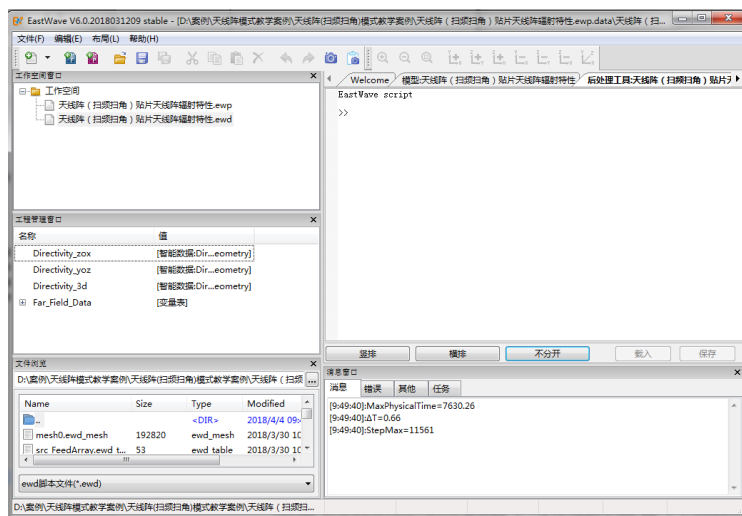 EastWave V6.0.2018031209 stable - [D:\案例\天线阵模式教学案例\天线阵(扫频扫角)模式教学案例\天线阵（扫频扫角）贴片天线阵辐射特性.ewp.data\天线阵（扫...
文件(F) 编辑(E) 布局(L) 帮助(H)
工作空间窗口
工作空间
天线阵（扫频扫角）贴片天线阵辐射特性.ewp
天线阵（扫频扫角）贴片天线阵辐射特性.ewd
Welcome 模型:天线阵（扫频扫角）贴片天线阵辐射特性 后处理工具:天线阵（扫频扫角）贴片天
EastWave script
>>
工程管理窗口
名称 值
Directivity_zox [智能数据:Dir...eometry]
Directivity_yoz [智能数据:Dir...eometry]
Directivity_3d [智能数据:Dir...eometry]
Far_Field_Data [变量表]
竖排 横排 不分开 载入 保存
文件浏览
D:\案例\天线阵模式教学案例\天线阵(扫频扫角)模式教学案例\天线阵（扫频 ...
Name Size Type Modified
.. <DIR> 2018/4/4 09:
mesh0.ewd_mesh 192820 ewd_mesh 2018/3/30 10
src FeedArray.ewd t... 53 ewd table 2018/3/30 10
ewd脚本文件(*.ewd)
消息窗口
消息 错误 其他 任务
[9:49:40]:MaxPhysicalTime=7630.26
[9:49:40]:ΔT=0.66
[9:49:40]:StepMax=11561
D:\案例\天线阵模式教学案例\天线阵(扫频扫角)模式教学案例\天线阵（扫频扫...